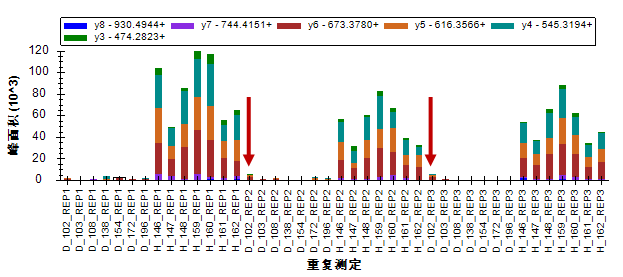 y8 - 930.4944+ y7 - 744.4151+ y6 - 673.3780+ y5 - 616.3566+ y4 - 545.3194+
y3 - 474.2823+
峰面积 (10^3)
120
100
80
60
40
20
0
D_102_REP1
D_103_REP1
D_108_REP1
D_138_REP1
D_154_REP1
D_172_REP1
D_196_REP1
H_146_REP1
H_147_REP1
H_148_REP1
H_159_REP1
H_160_REP1
H_161_REP1
H_162_REP1
D_102_REP2
D_103_REP2
D_108_REP2
D_138_REP2
D_154_REP2
D_172_REP2
D_196_REP2
H_146_REP2
H_147_REP2
H_148_REP2
H_159_REP2
H_160_REP2
H_161_REP2
H_162_REP2
D_102_REP3
D_103_REP3
D_108_REP3
D_138_REP3
D_154_REP3
D_172_REP3
D_196_REP3
H_146_REP3
H_147_REP3
H_148_REP3
H_159_REP3
H_160_REP3
H_161_REP3
H_162_REP3
重复测定